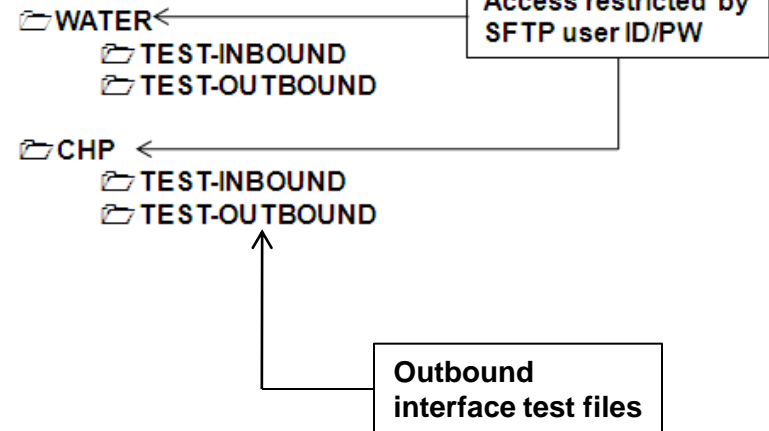 Access restricted by
SFTP user ID/PW
WATER
TEST-INBOUND
TEST-OUTBOUND
CHP
TEST-INBOUND
TEST-OUTBOUND
Outbound
interface test files